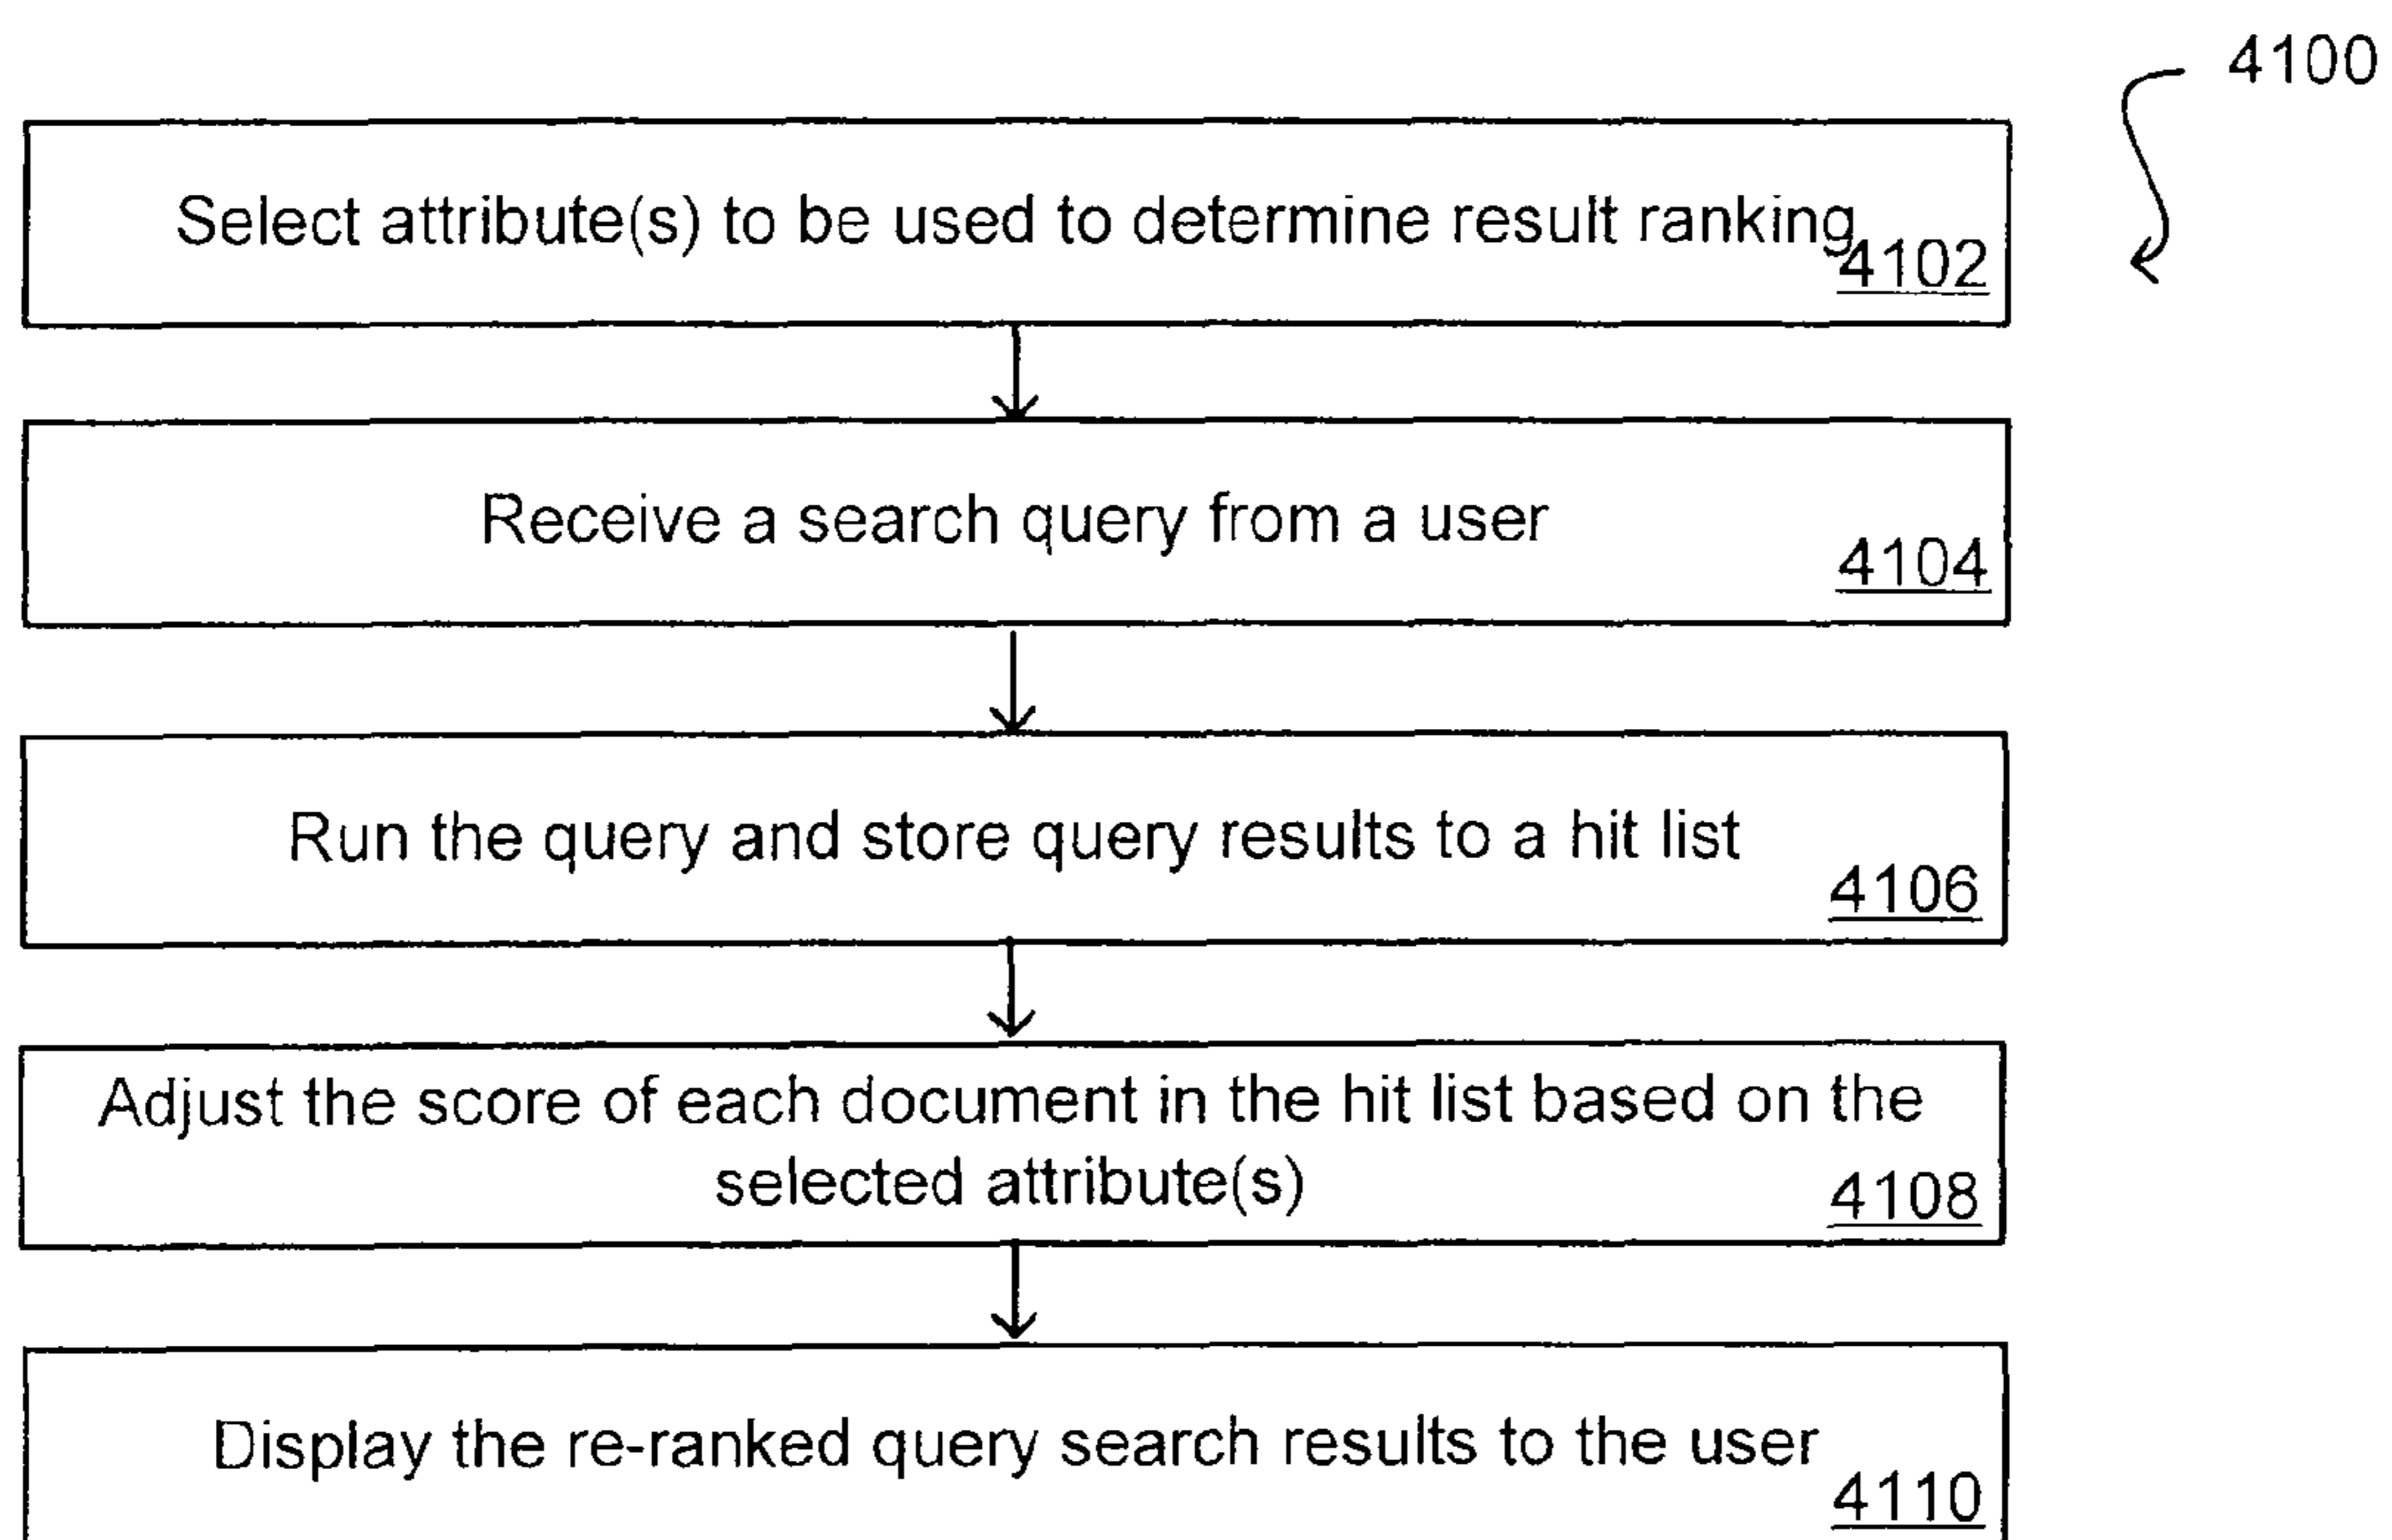 4100
Select attribute(s) to be used to determine result ranking
4102
Receive a search query from a user
4104
Run the query and store query results to a hit list
4106
Adjust the score of each document in the hit list based on the
selected attribute(s)
4108
Display the re-ranked query search results to the user
4110